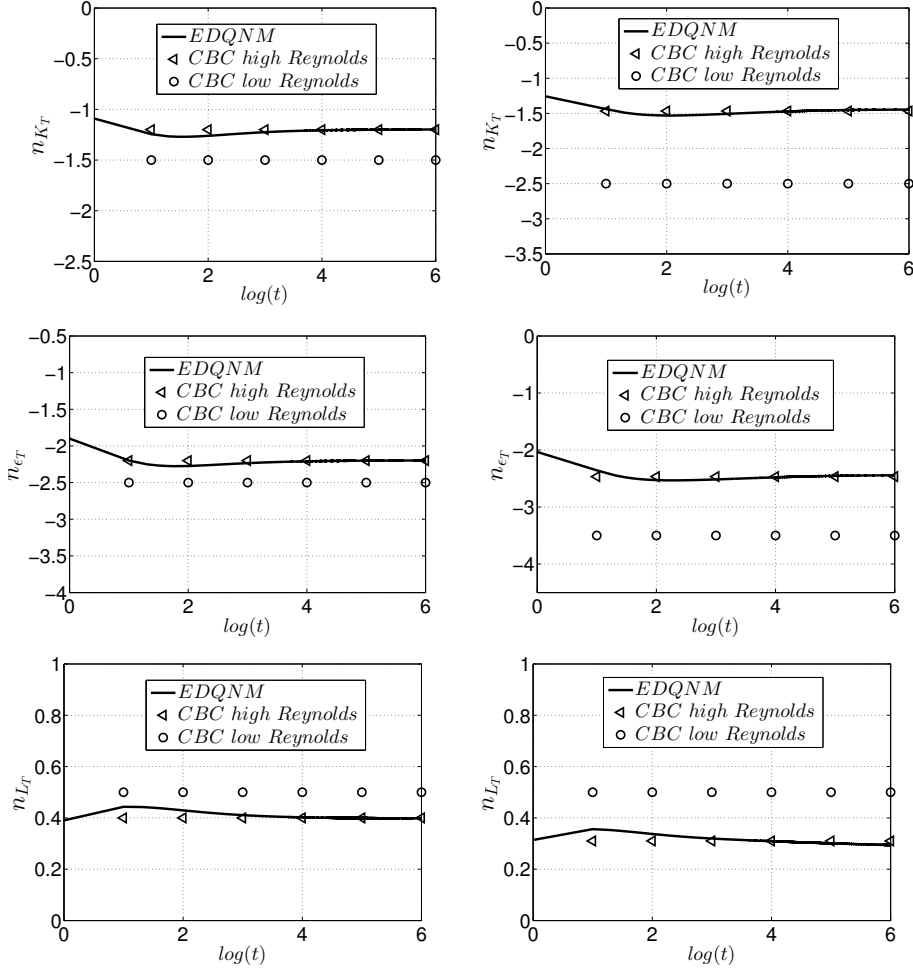 0
−0.5
−1
−1.5
−2
−2.5
0 2 4 6
n_{K_T}
log(t)
EDQNM
CBC high Reynolds
CBC low Reynolds
0
−0.5
−1
−1.5
−2
−2.5
−3
−3.5
0 2 4 6
n_{K_T}
log(t)
EDQNM
CBC high Reynolds
CBC low Reynolds
−0.5
−1
−1.5
−2
−2.5
−3
−3.5
−4
0 2 4 6
n_{ϵ_T}
log(t)
EDQNM
CBC high Reynolds
CBC low Reynolds
0
−1
−2
−3
−4
0 2 4 6
n_{ϵ_T}
log(t)
EDQNM
CBC high Reynolds
CBC low Reynolds
1
0.8
0.6
0.4
0.2
0
0 2 4 6
n_{L_T}
log(t)
EDQNM
CBC high Reynolds
CBC low Reynolds
1
0.8
0.6
0.4
0.2
0
0 2 4 6
n_{L_T}
log(t)
EDQNM
CBC high Reynolds
CBC low Reynolds